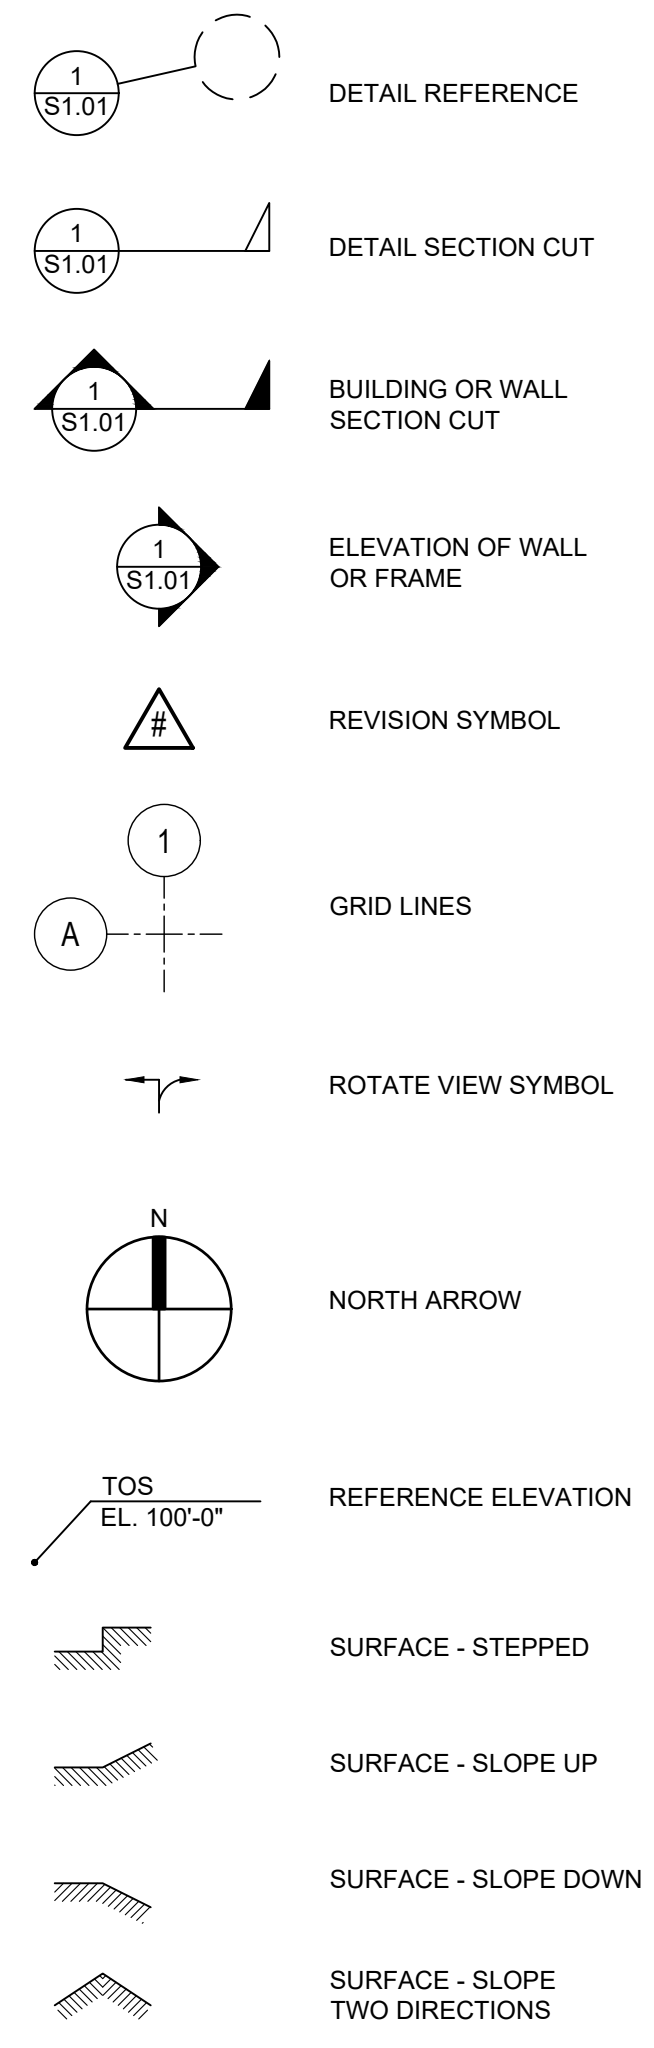 1
S1.01
DETAIL REFERENCE
1
S1.01
DETAIL SECTION CUT
1
S1.01
BUILDING OR WALL
SECTION CUT
1
S1.01
ELEVATION OF WALL
OR FRAME
#
REVISION SYMBOL
1
A
GRID LINES
ROTATE VIEW SYMBOL
N
NORTH ARROW
TOS
EL. 100'-0"
REFERENCE ELEVATION
SURFACE - STEPPED
SURFACE - SLOPE UP
SURFACE - SLOPE DOWN
SURFACE - SLOPE
TWO DIRECTIONS